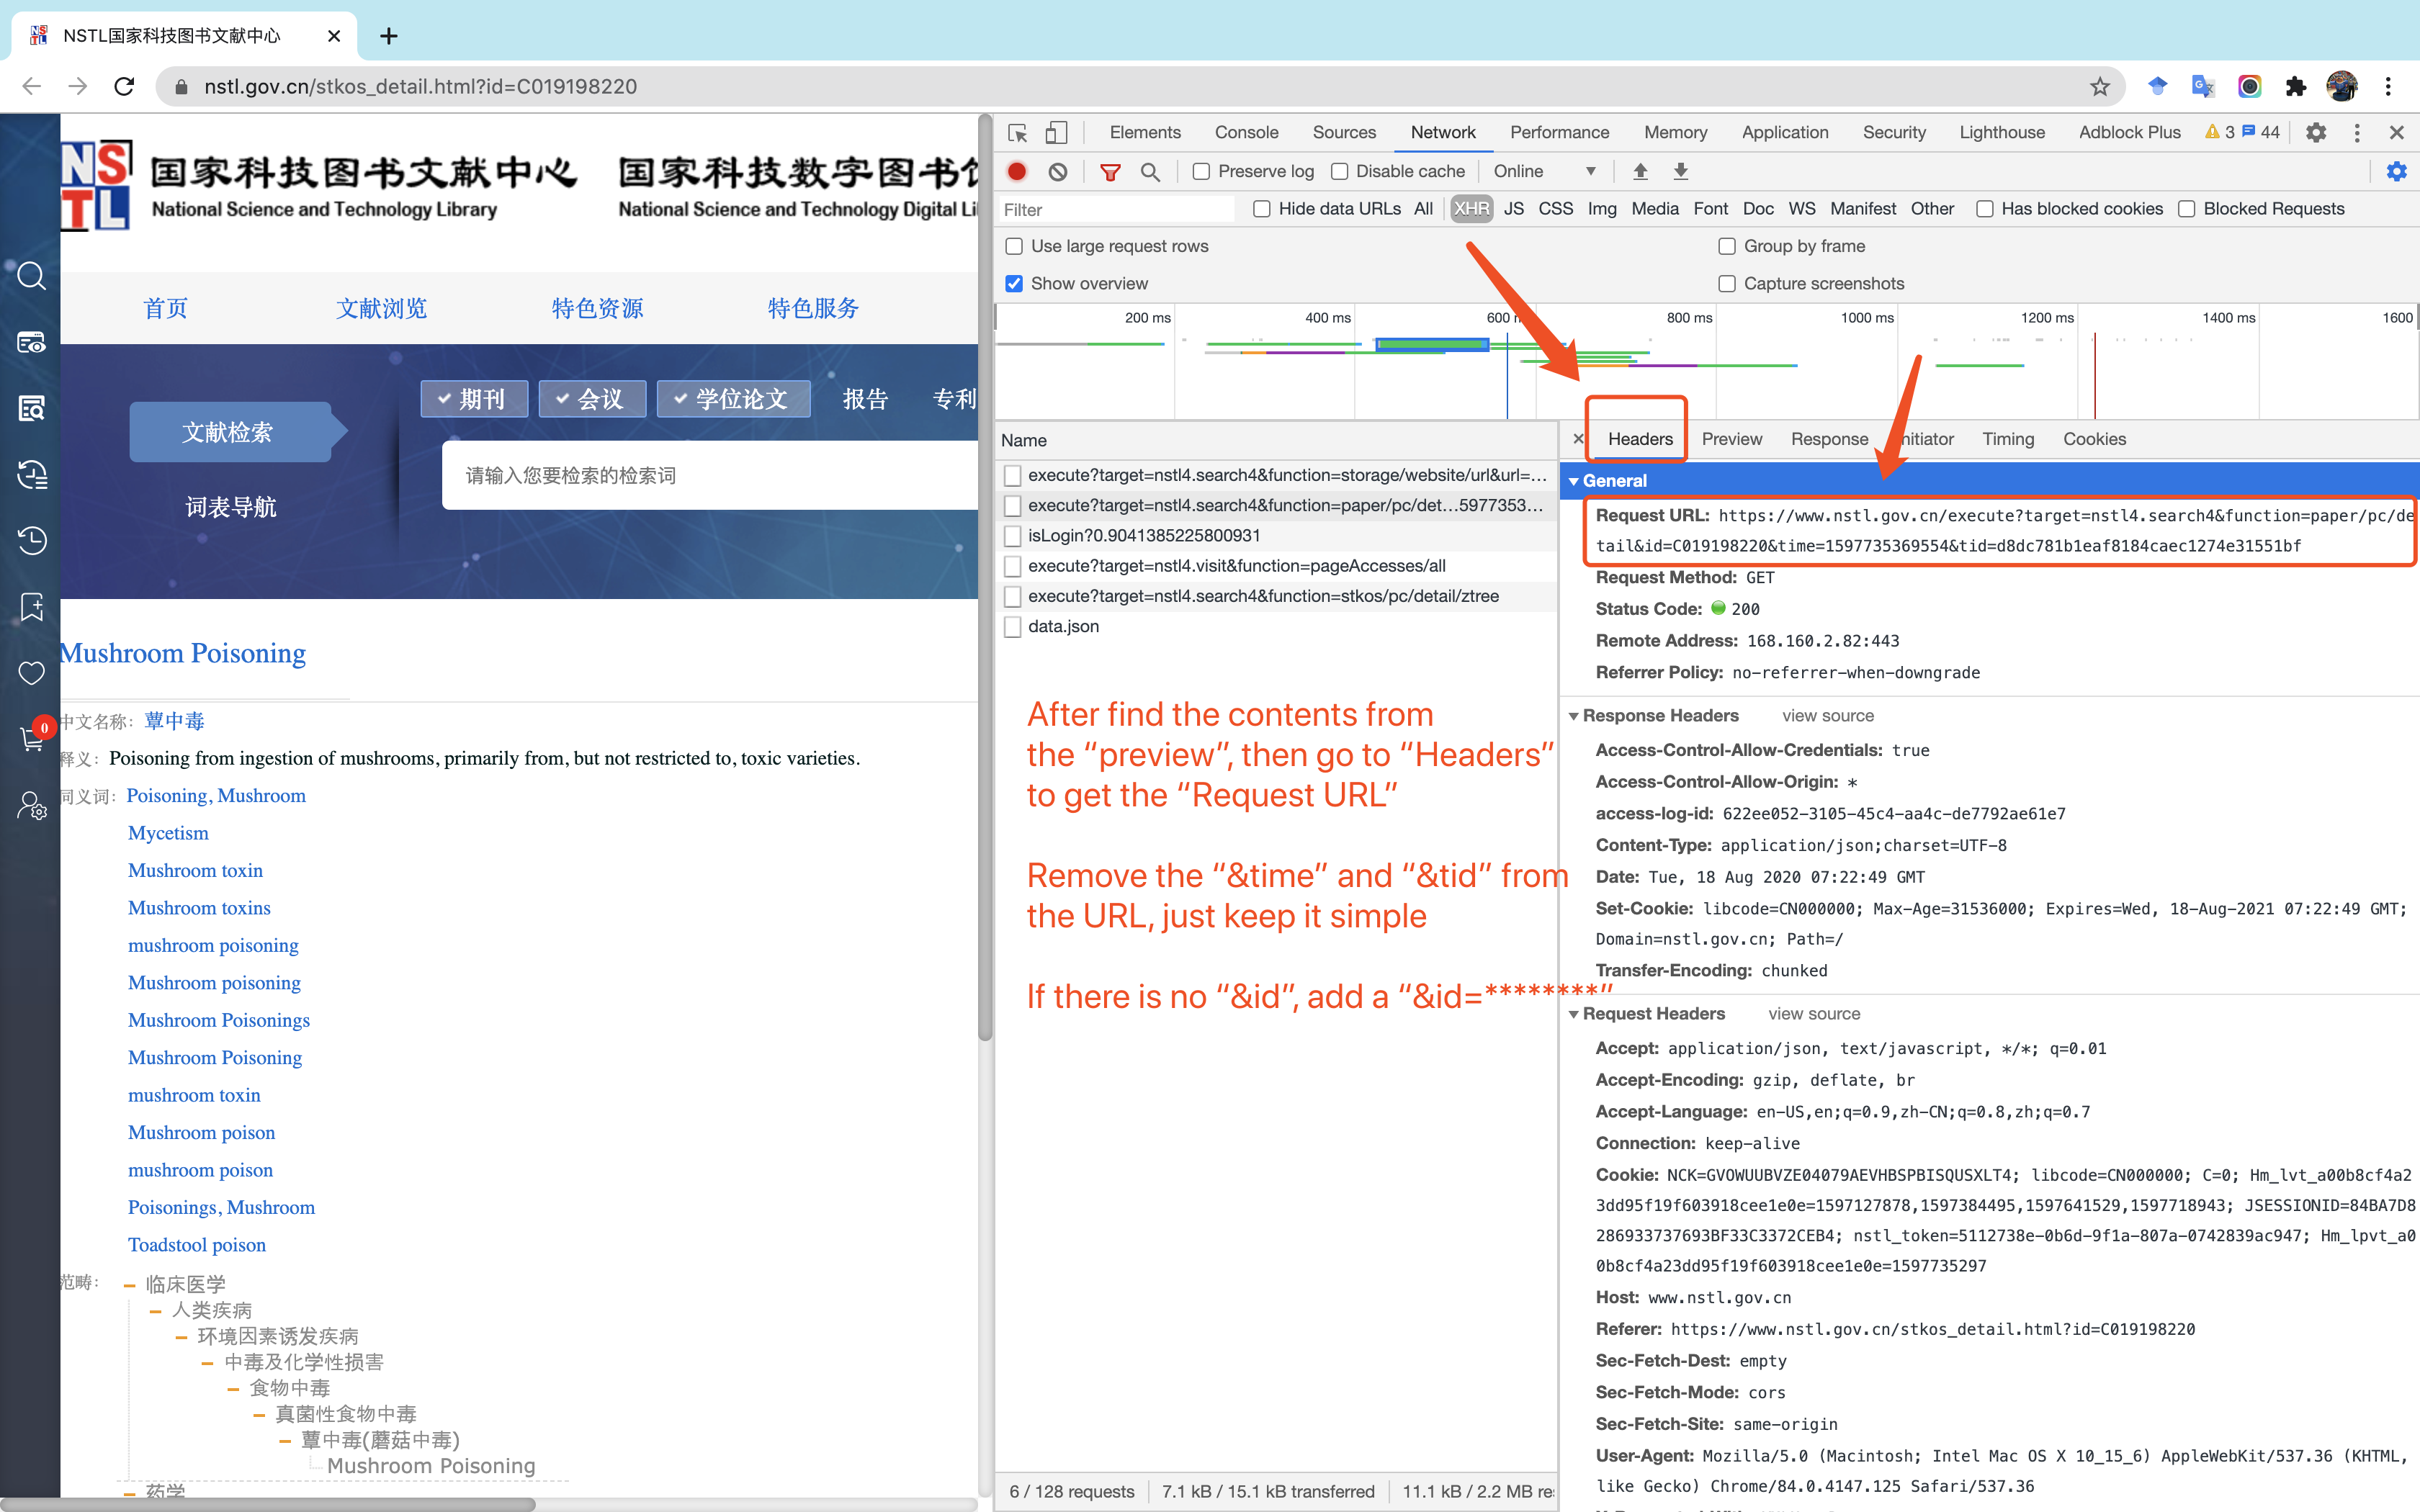 NSTL国家科技图书文献中心
nstl.gov.cn/stkos_detail.html?id=C019198220
NSTL
国家科技图书文献中心 国家科技数字图书
National Science and Technology Library National Science and Technology Digital Li
首页 文献浏览 特色资源 特色服务
期刊 会议 学位论文 报告 专利
文献检索
请输入您要检索的检索词
词表导航
Mushroom Poisoning
中文名称: 蕈中毒
释义: Poisoning from ingestion of mushrooms, primarily from, but not restricted to, toxic varieties.
同义词: Poisoning, Mushroom
Mycetism
Mushroom toxin
Mushroom toxins
mushroom poisoning
Mushroom poisoning
Mushroom Poisonings
Mushroom Poisoning
mushroom toxin
Mushroom poison
mushroom poison
Poisonings, Mushroom
Toadstool poison
范畴: 临床医学
人类疾病
环境因素诱发疾病
中毒及化学性损害
食物中毒
真菌性食物中毒
蕈中毒(蘑菇中毒)
Mushroom Poisoning
药学
0
Elements Console Sources Network Performance Memory Application Security Lighthouse Adblock Plus 3 44
Preserve log Disable cache Online
Filter Hide data URLs All XHR JS CSS Img Media Font Doc WS Manifest Other Has blocked cookies Blocked Requests
Use large request rows Group by frame
Show overview Capture screenshots
200 ms 400 ms 600 800 ms 1000 ms 1200 ms 1400 ms 1600
Name
execute?target=nstl4.search4&function=storage/website/url&url=…
execute?target=nstl4.search4&function=paper/pc/det…5977353…
isLogin?0.9041385225800931
execute?target=nstl4.visit&function=pageAccesses/all
execute?target=nstl4.search4&function=stkos/pc/detail/ztree
data.json
After find the contents from
the “preview”, then go to “Headers”
to get the “Request URL”
Remove the “&time” and “&tid” from
the URL, just keep it simple
If there is no “&id”, add a “&id=********”
6 / 128 requests 7.1 kB / 15.1 kB transferred 11.1 kB / 2.2 MB re
Headers Preview Response nitiator Timing Cookies
General
Request URL: https://www.nstl.gov.cn/execute?target=nstl4.search4&function=paper/pc/de
tail&id=C019198220&time=1597735369554&tid=d8dc781b1eaf8184caec1274e31551bf
Request Method: GET
Status Code: 200
Remote Address: 168.160.2.82:443
Referrer Policy: no-referrer-when-downgrade
Response Headers view source
Access-Control-Allow-Credentials: true
Access-Control-Allow-Origin: *
access-log-id: 622ee052-3105-45c4-aa4c-de7792ae61e7
Content-Type: application/json;charset=UTF-8
Date: Tue, 18 Aug 2020 07:22:49 GMT
Set-Cookie: libcode=CN000000; Max-Age=31536000; Expires=Wed, 18-Aug-2021 07:22:49 GMT;
Domain=nstl.gov.cn; Path=/
Transfer-Encoding: chunked
Request Headers view source
Accept: application/json, text/javascript, */*; q=0.01
Accept-Encoding: gzip, deflate, br
Accept-Language: en-US,en;q=0.9,zh-CN;q=0.8,zh;q=0.7
Connection: keep-alive
Cookie: NCK=GVOWUUBVZE04079AEVHBSPBISQUSXLT4; libcode=CN000000; C=0; Hm_lvt_a00b8cf4a2
3dd95f19f603918cee1e0e=1597127878,1597384495,1597641529,1597718943; JSESSIONID=84BA7D8
286933737693BF33C3372CEB4; nstl_token=5112738e-0b6d-9f1a-807a-0742839ac947; Hm_lpvt_a0
0b8cf4a23dd95f19f603918cee1e0e=1597735297
Host: www.nstl.gov.cn
Referer: https://www.nstl.gov.cn/stkos_detail.html?id=C019198220
Sec-Fetch-Dest: empty
Sec-Fetch-Mode: cors
Sec-Fetch-Site: same-origin
User-Agent: Mozilla/5.0 (Macintosh; Intel Mac OS X 10_15_6) AppleWebKit/537.36 (KHTML,
like Gecko) Chrome/84.0.4147.125 Safari/537.36